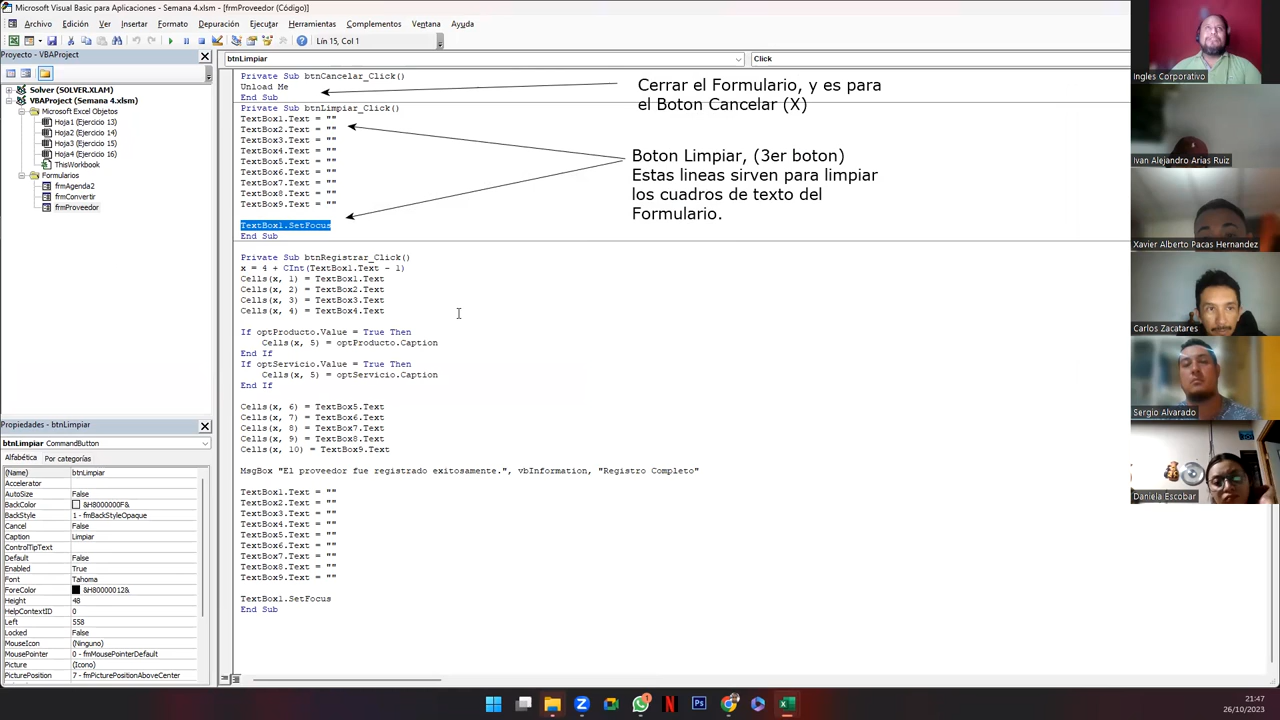 Microsoft Visual Basic para Aplicaciones - Semana 4.xlsm - [frmProveedor (Código)]
Archivo Edición Ver Insertar Formato Depuración Ejecutar Herramientas Complementos Ventana Ayuda
Lín 15, Col 1
Proyecto - VBAProject
Solver (SOLVER.XLAM)
VBAProject (Semana 4.xlsm)
Microsoft Excel Objetos
Hoja1 (Ejercicio 13)
Hoja2 (Ejercicio 14)
Hoja3 (Ejercicio 15)
Hoja4 (Ejercicio 16)
ThisWorkbook
Formularios
frmAgenda2
frmConvertir
frmProveedor
Propiedades - btnLimpiar
btnLimpiar CommandButton
Alfabética Por categorías
(Name) btnLimpiar
Accelerator
AutoSize False
BackColor &H8000000F&
BackStyle 1 - fmBackStyleOpaque
Cancel False
Caption Limpiar
ControlTipText
Default False
Enabled True
Font Tahoma
ForeColor &H80000012&
Height 48
HelpContextID 0
Left 558
Locked False
MouseIcon (Ninguno)
MousePointer 0 - fmMousePointerDefault
Picture (Icono)
PicturePosition 7 - fmPicturePositionAboveCenter
btnLimpiar
Click
Private Sub btnCancelar_Click()
Unload Me
End Sub
Private Sub btnLimpiar_Click()
TextBox1.Text = ""
TextBox2.Text = ""
TextBox3.Text = ""
TextBox4.Text = ""
TextBox5.Text = ""
TextBox6.Text = ""
TextBox7.Text = ""
TextBox8.Text = ""
TextBox9.Text = ""
TextBox1.SetFocus
End Sub
Private Sub btnRegistrar_Click()
x = 4 + CInt(TextBox1.Text - 1)
Cells(x, 1) = TextBox1.Text
Cells(x, 2) = TextBox2.Text
Cells(x, 3) = TextBox3.Text
Cells(x, 4) = TextBox4.Text
If optProducto.Value = True Then
Cells(x, 5) = optProducto.Caption
End If
If optServicio.Value = True Then
Cells(x, 5) = optServicio.Caption
End If
Cells(x, 6) = TextBox5.Text
Cells(x, 7) = TextBox6.Text
Cells(x, 8) = TextBox7.Text
Cells(x, 9) = TextBox8.Text
Cells(x, 10) = TextBox9.Text
MsgBox "El proveedor fue registrado exitosamente.", vbInformation, "Registro Completo"
TextBox1.Text = ""
TextBox2.Text = ""
TextBox3.Text = ""
TextBox4.Text = ""
TextBox5.Text = ""
TextBox6.Text = ""
TextBox7.Text = ""
TextBox8.Text = ""
TextBox9.Text = ""
TextBox1.SetFocus
End Sub
Cerrar el Formulario, y es para
el Boton Cancelar (X)
Boton Limpiar, (3er boton)
Estas lineas sirven para limpiar
los cuadros de texto del
Formulario.
Ingles Corporativo
Ivan Alejandro Arias Ruiz
Xavier Alberto Pacas Hernandez
Carlos Zacatares
Sergio Alvarado
Daniela Escobar
21:47
26/10/2023